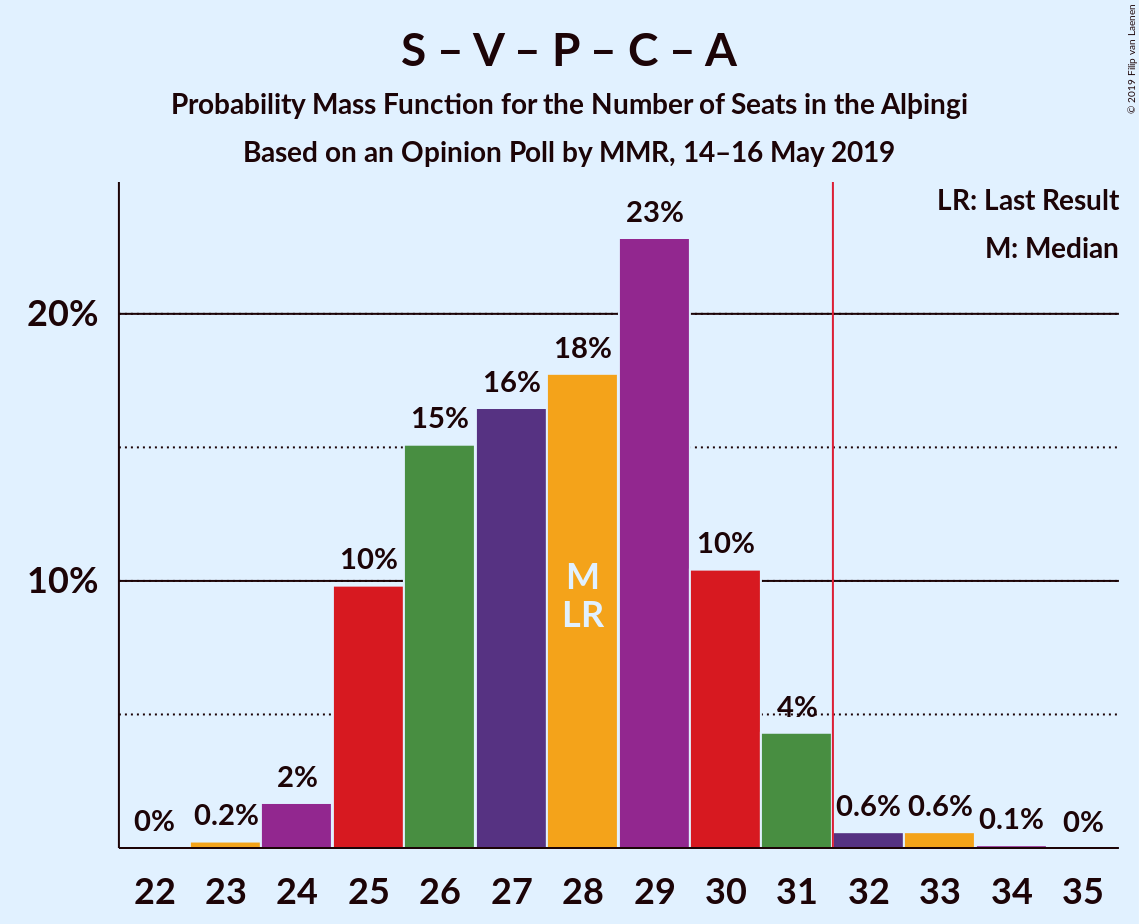 S – V – P – C – A
Probability Mass Function for the Number of Seats in the Alþingi
Based on an Opinion Poll by MMR, 14–16 May 2019
© 2019 Filip van Laenen
LR: Last Result
M: Median
20%
10%
0%
0.2%
2%
10%
15%
16%
18%
23%
10%
4%
0.6%
0.6%
0.1%
0%
M
LR
22 23 24 25 26 27 28 29 30 31 32 33 34 35